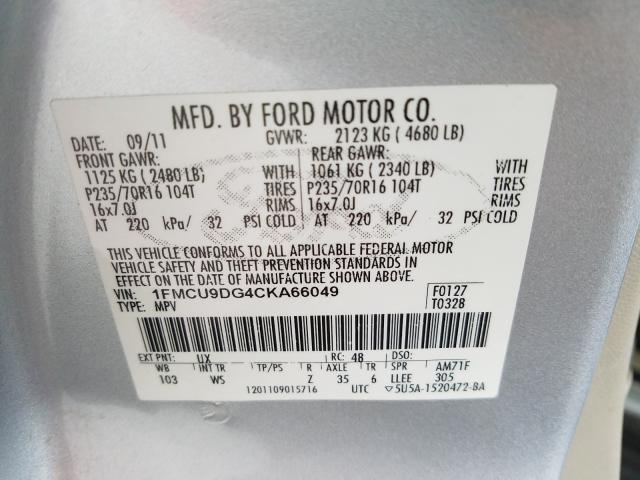 MFD. BY FORD MOTOR CO.
DATE: 09/11 GVWR: 2123 KG ( 4680 LB)
FRONT GAWR: REAR GAWR:
1125 KG ( 2480 LB) WITH 1061 KG ( 2340 LB) WITH
P235/70R16 104T TIRES P235/70R16 104T TIRES
16x7.0J RIMS 16x7.0J RIMS
AT 220 kPa/ 32 PSI COLD AT 220 kPa/ 32 PSI COLD
THIS VEHICLE CONFORMS TO ALL APPLICABLE FEDERAL MOTOR
VEHICLE SAFETY AND THEFT PREVENTION STANDARDS IN
EFFECT ON THE DATE OF MANUFACTURE SHOWN ABOVE.
VIN: 1FMCU9DG4CKA66049 F0127
TYPE: MPV T0328
EXT PNT: UX RC: 48 DSO:
WB INT TR TP/PS R AXLE TR SPR AM71F
103 WS Z 35 6 LLEE 305
1201109015716 UTC ▽5U5A-1520472-BA